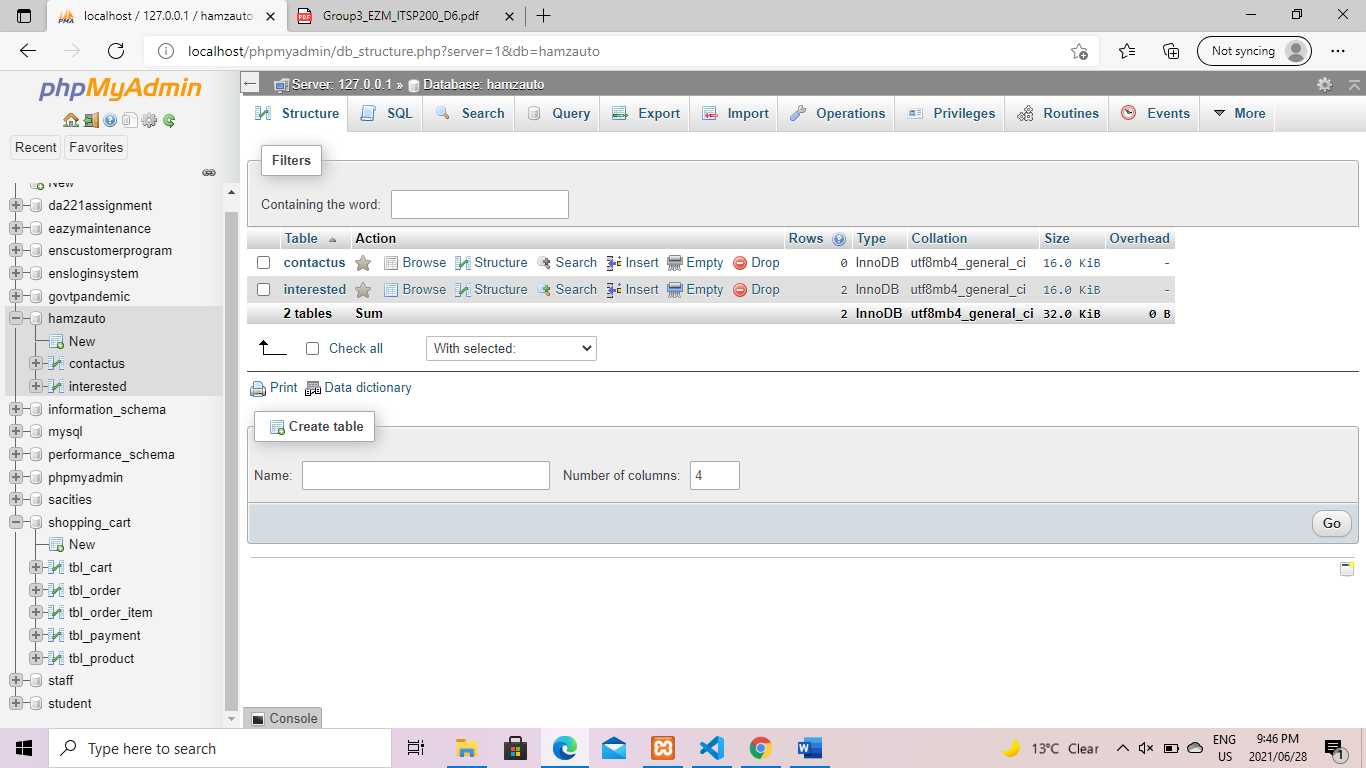 localhost / 127.0.0.1 / hamzauto
Group3_EZM_ITSP200_D6.pdf
localhost/phpmyadmin/db_structure.php?server=1&db=hamzauto
Not syncing
phpMyAdmin
Recent Favorites
New
da221assignment
eazymaintenance
enscustomerprogram
ensloginsystem
govtpandemic
hamzauto
New
contactus
interested
information_schema
mysql
performance_schema
phpmyadmin
sacities
shopping_cart
New
tbl_cart
tbl_order
tbl_order_item
tbl_payment
tbl_product
staff
student
Server: 127.0.0.1 » Database: hamzauto
Structure SQL Search Query Export Import Operations Privileges Routines Events More
Filters
Containing the word:
Table Action Rows Type Collation Size Overhead
contactus Browse Structure Search Insert Empty Drop 0 InnoDB utf8mb4_general_ci 16.0 KiB -
interested Browse Structure Search Insert Empty Drop 2 InnoDB utf8mb4_general_ci 16.0 KiB -
2 tables Sum 2 InnoDB utf8mb4_general_ci 32.0 KiB 0 B
Check all With selected:
Print Data dictionary
Create table
Name: Number of columns: 4
Go
Console
Type here to search
13°C Clear
ENG
US
9:46 PM
2021/06/28
1